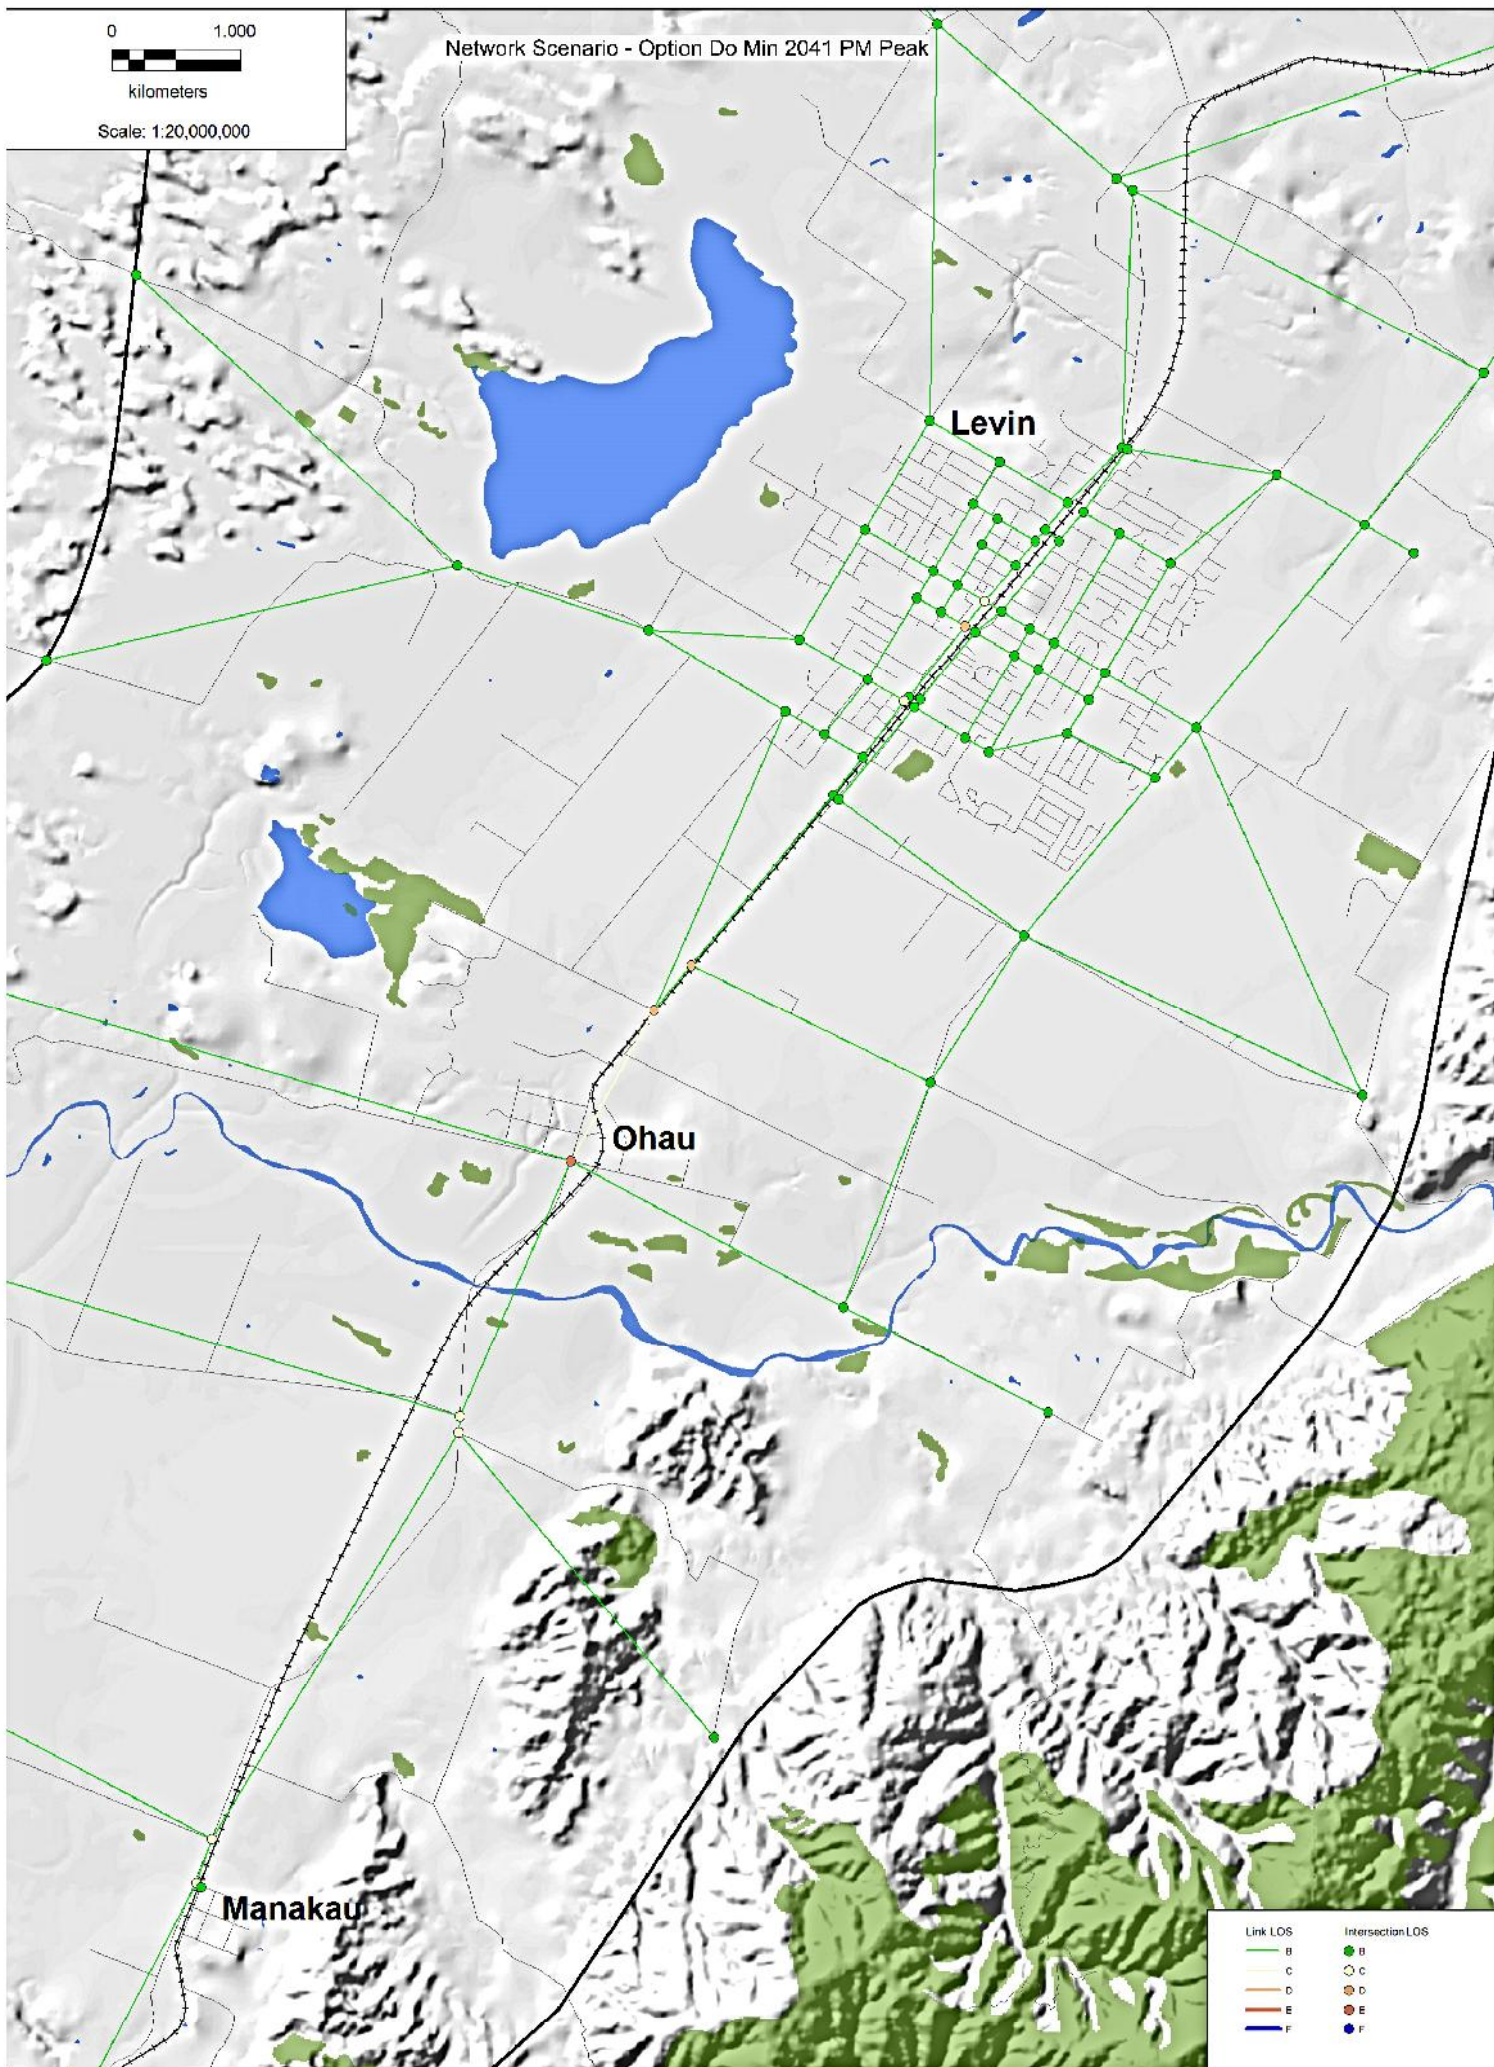 0 1.000
kilometers
Scale: 1:20,000,000
Network Scenario - Option Do Min 2041 PM Peak
Levin
Ohau
Manakau
Link LOS Intersection LOS
B B
C C
D D
E E
F F